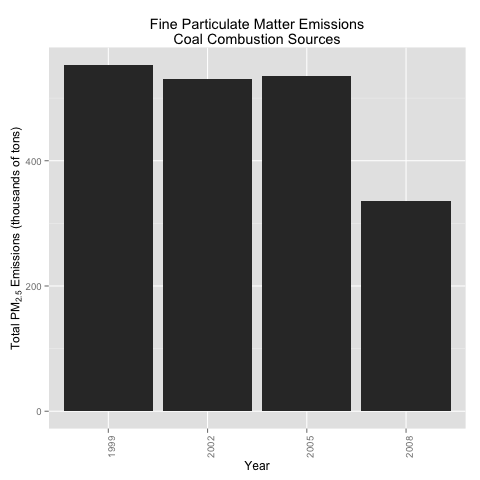 Fine Particulate Matter Emissions
Coal Combustion Sources
Total PM2.5 Emissions (thousands of tons)
400
200
0
1999
2002
2005
2008
Year